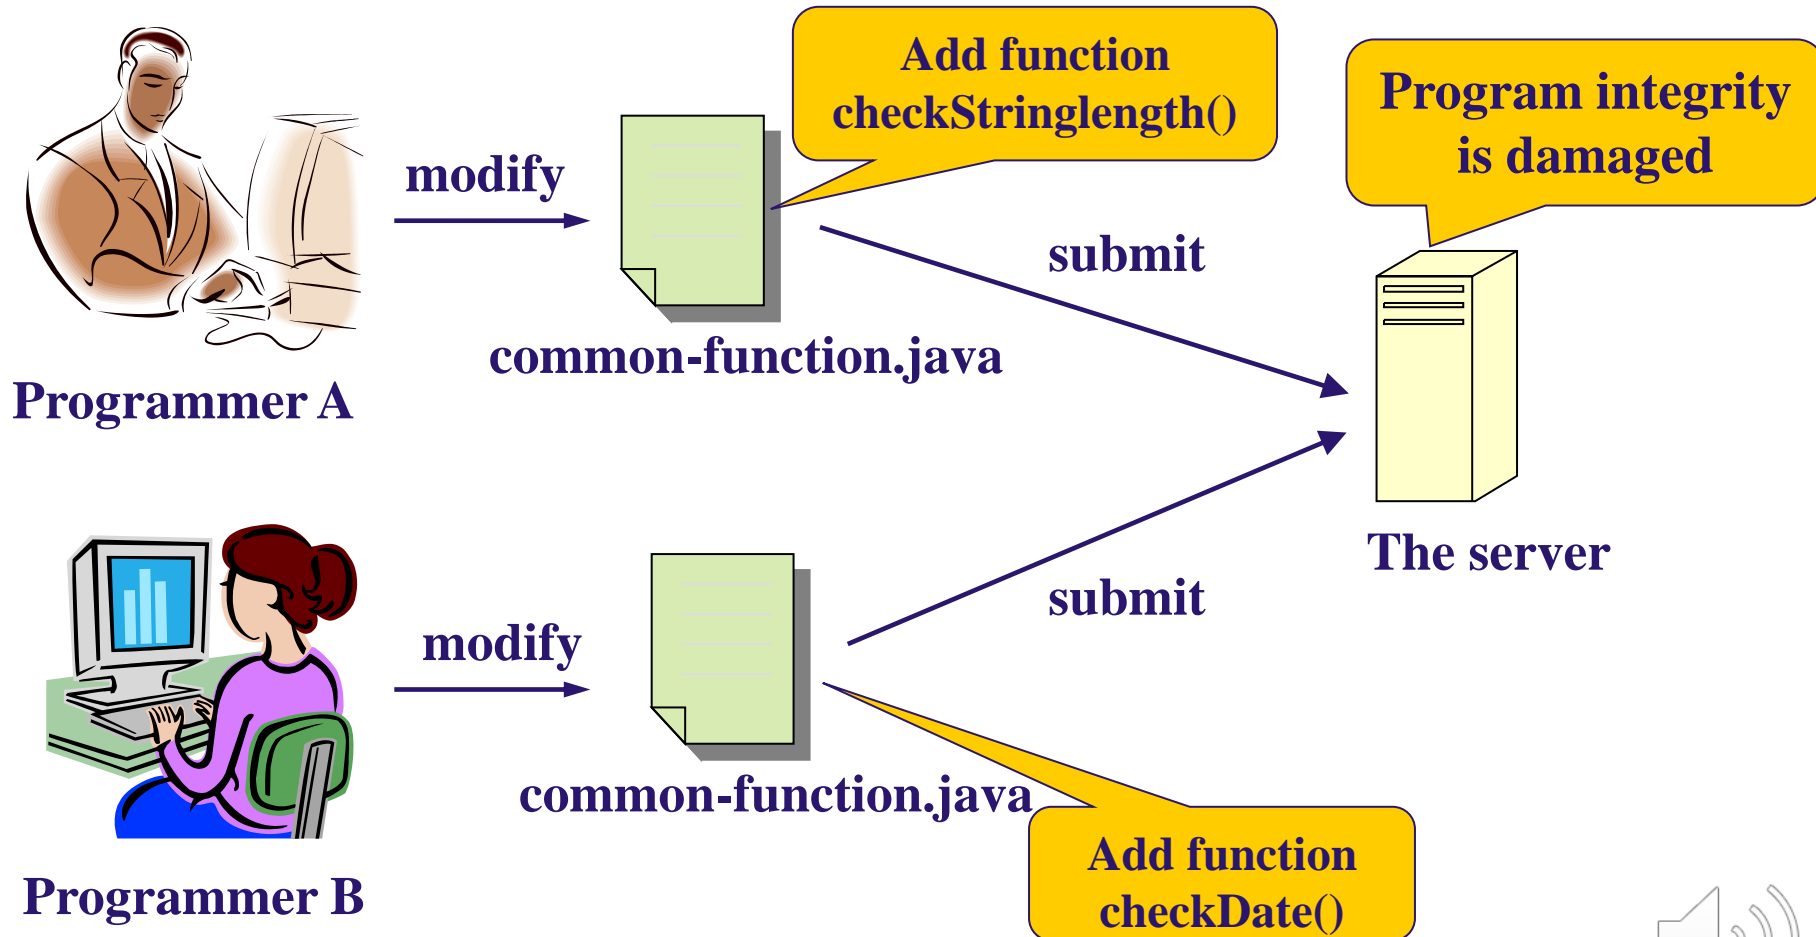 Add function
checkStringlength()
Program integrity
is damaged
modify
submit
common-function.java
Programmer A
The server
submit
modify
common-function.java
Add function
checkDate()
Programmer B